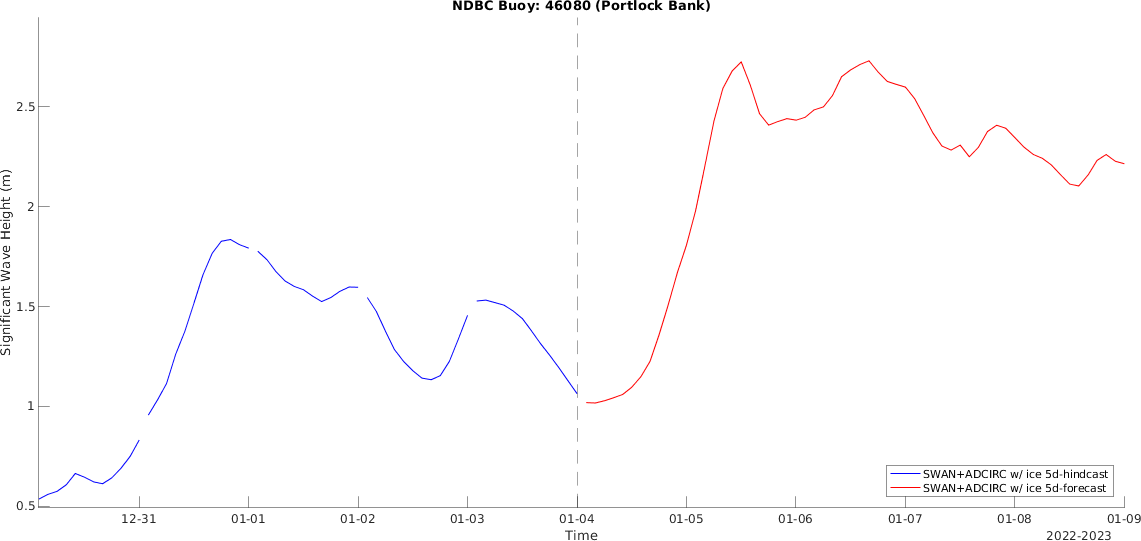 NDBC Buoy: 46080 (Portlock Bank)
Significant Wave Height (m)
2.5
2
1.5
1
0.5
SWAN+ADCIRC w/ ice 5d-hindcast
SWAN+ADCIRC w/ ice 5d-forecast
12-31 01-01 01-02 01-03 01-04 01-05 01-06 01-07 01-08 01-09
Time
2022-2023